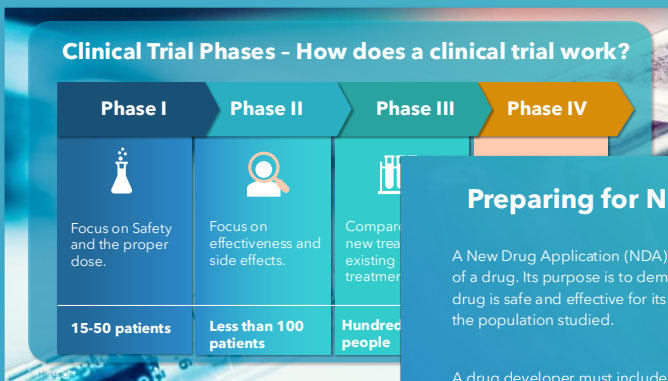 Clinical Trial Phases – How does a clinical trial work?
Phase I
Phase II
Phase III
Phase IV
Focus on Safety
and the proper
dose.
Focus on
effectiveness and
side effects.
Compare
new trea
existing
treatmen
15-50 patients
Less than 100
patients
Hundred
people
Preparing for N
A New Drug Application (NDA)
of a drug. Its purpose is to dem
drug is safe and effective for its
the population studied.
A drug developer must include